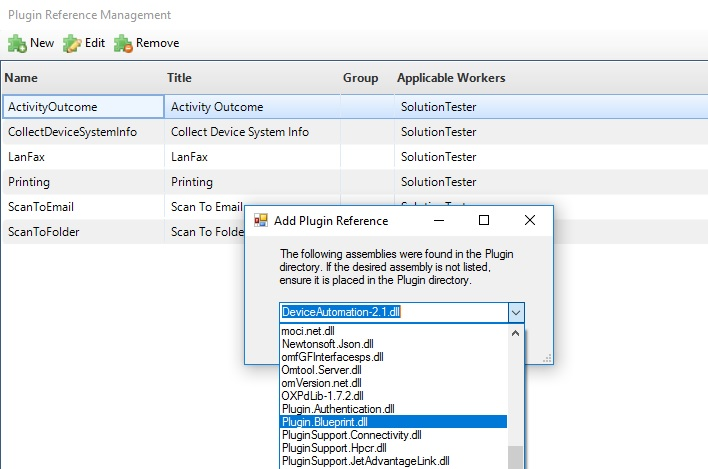 Plugin Reference Management
New Edit Remove
Name Title Group Applicable Workers
ActivityOutcome Activity Outcome SolutionTester
CollectDeviceSystemInfo Collect Device System Info SolutionTester
LanFax LanFax SolutionTester
Printing Printing SolutionTester
ScanToEmail Scan To Email SolutionTester
ScanToFolder Scan To Folde
Add Plugin Reference
The following assemblies were found in the Plugin
directory. If the desired assembly is not listed,
ensure it is placed in the Plugin directory.
DeviceAutomation-2.1.dll
moci.net.dll
Newtonsoft.Json.dll
omfGFInterfacesps.dll
Omtool.Server.dll
omVersion.net.dll
OXPdLib-1.7.2.dll
Plugin.Authentication.dll
Plugin.Blueprint.dll
PluginSupport.Connectivity.dll
PluginSupport.Hpcr.dll
PluginSupport.JetAdvantageLink.dll
SolutionTester